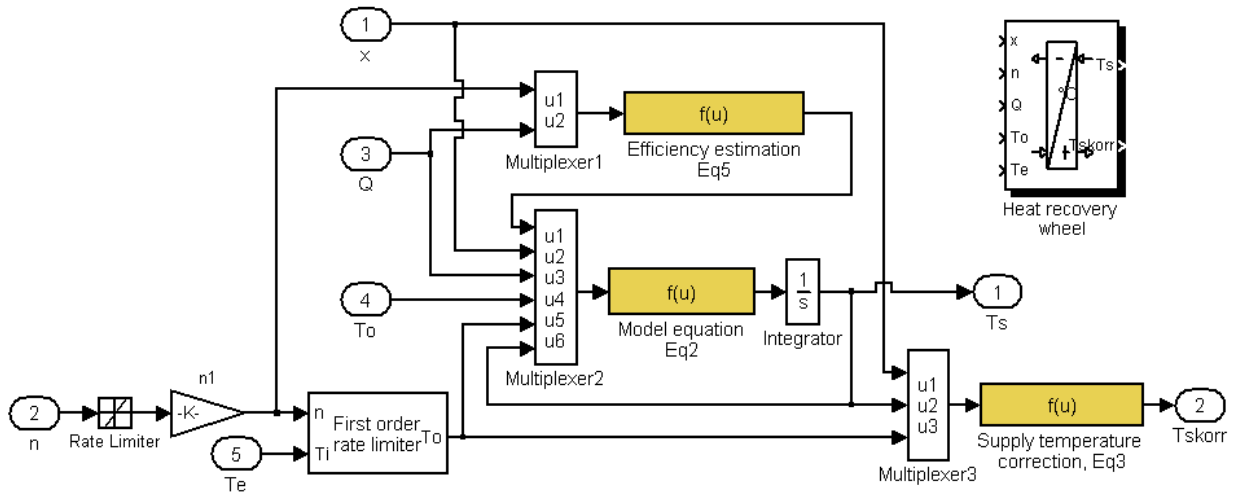 1
x
3
Q
4
To
2
n
Rate Limiter
n1
-K-
5
Te
n
Ti
First order
rate limiter
To
u1
u2
Multiplexer1
f(u)
Efficiency estimation
Eq5
u1
u2
u3
u4
u5
u6
Multiplexer2
f(u)
Model equation
Eq2
1
s
Integrator
1
Ts
u1
u2
u3
Multiplexer3
f(u)
Supply temperature
correction, Eq3
2
Tskorr
x
n
Q
To
Te
-
°C
+
Ts
Tskorr
Heat recovery
wheel